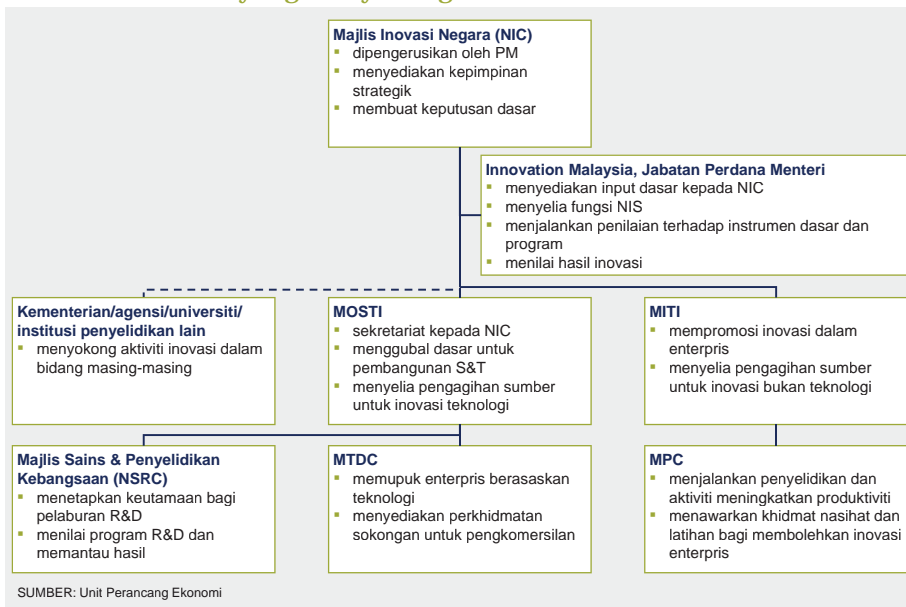 Majlis Inovasi Negara (NIC)
▪ dipengerusikan oleh PM
▪ menyediakan kepimpinan
strategik
▪ membuat keputusan dasar
Innovation Malaysia, Jabatan Perdana Menteri
▪ menyediakan input dasar kepada NIC
▪ menyelia fungsi NIS
▪ menjalankan penilaian terhadap instrumen dasar dan
program
▪ menilai hasil inovasi
Kementerian/agensi/universiti/
institusi penyelidikan lain
▪ menyokong aktiviti inovasi dalam
bidang masing-masing
MOSTI
▪ sekretariat kepada NIC
▪ menggubal dasar untuk
pembangunan S&T
▪ menyelia pengagihan sumber
untuk inovasi teknologi
MITI
▪ mempromosi inovasi dalam
enterpris
▪ menyelia pengagihan sumber
untuk inovasi bukan teknologi
Majlis Sains & Penyelidikan
Kebangsaan (NSRC)
▪ menetapkan keutamaan bagi
pelaburan R&D
▪ menilai program R&D dan
memantau hasil
MTDC
▪ memupuk enterpris berasaskan
teknologi
▪ menyediakan perkhidmatan
sokongan untuk pengkomersilan
MPC
▪ menjalankan penyelidikan dan
aktiviti meningkatkan produktiviti
▪ menawarkan khidmat nasihat dan
latihan bagi membolehkan inovasi
enterpris
SUMBER: Unit Perancang Ekonomi